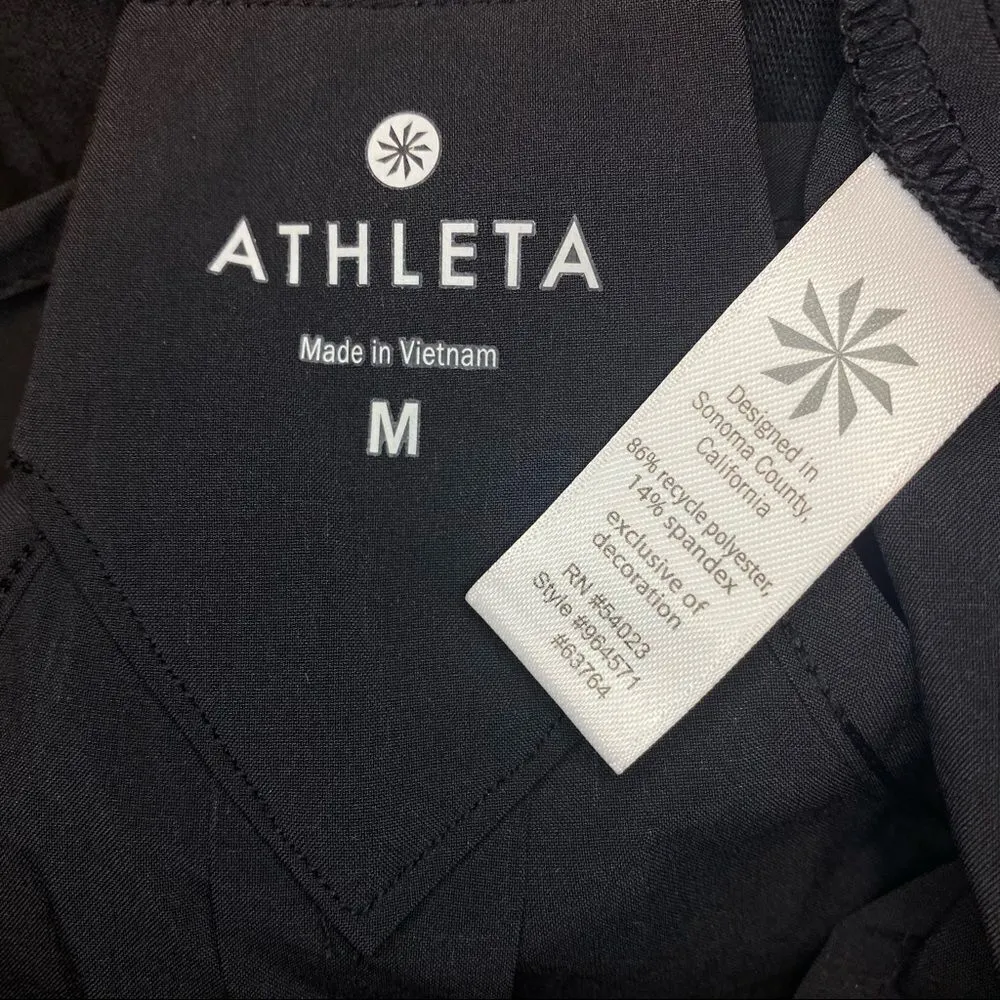 ATHLETA
Made in Vietnam
M
Designed in
Sonoma County,
California
86% recycle polyester,
14% spandex
exclusive of
decoration
RN #54023
Style #964571
#63764